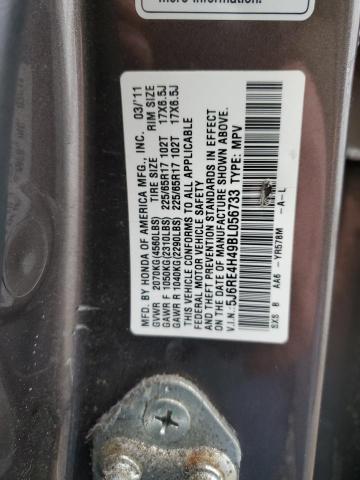 more information.
MFD. BY HONDA OF AMERICA MFG., INC. 03/'11
TIRE SIZE RIM SIZE
GVWR 2070KG(4560LBS)
GAWR F 1050KG(2310LBS) 225/65R17 102T 17X6.5J
GAWR R 1040KG(2290LBS) 225/65R17 102T 17X6.5J
THIS VEHICLE CONFORMS TO ALL APPLICABLE
FEDERAL MOTOR VEHICLE SAFETY
AND THEFT PREVENTION STANDARDS IN EFFECT
ON THE DATE OF MANUFACTURE SHOWN ABOVE.
V.I.N.: 5J6RE4H49BL056733 TYPE: MPV
SXS B AA6 -YR578M -A-L